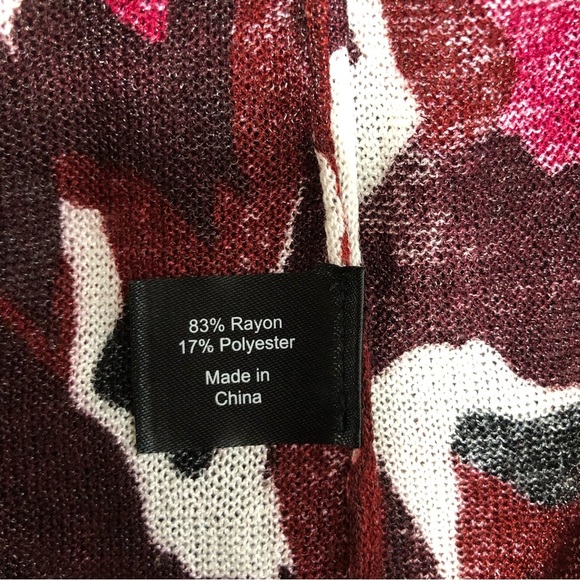 83% Rayon
17% Polyester
Made in
China